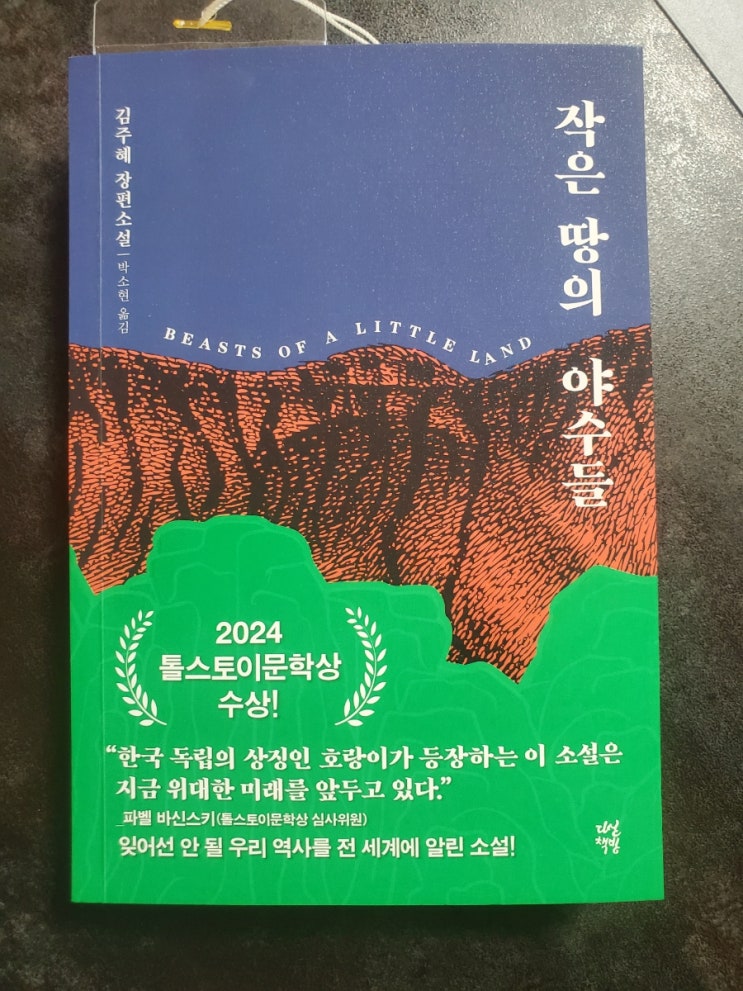 작은 땅의 야수들
김주혜 장편소설 | 박소현 옮김
BEASTS OF A LITTLE LAND
2024
톨스토이문학상
수상!
“한국 독립의 상징인 호랑이가 등장하는 이 소설은
지금 위대한 미래를 앞두고 있다.”
_파벨 바신스키(톨스토이문학상 심사위원)
잊어선 안 될 우리 역사를 전 세계에 알린 소설!
다산
책방